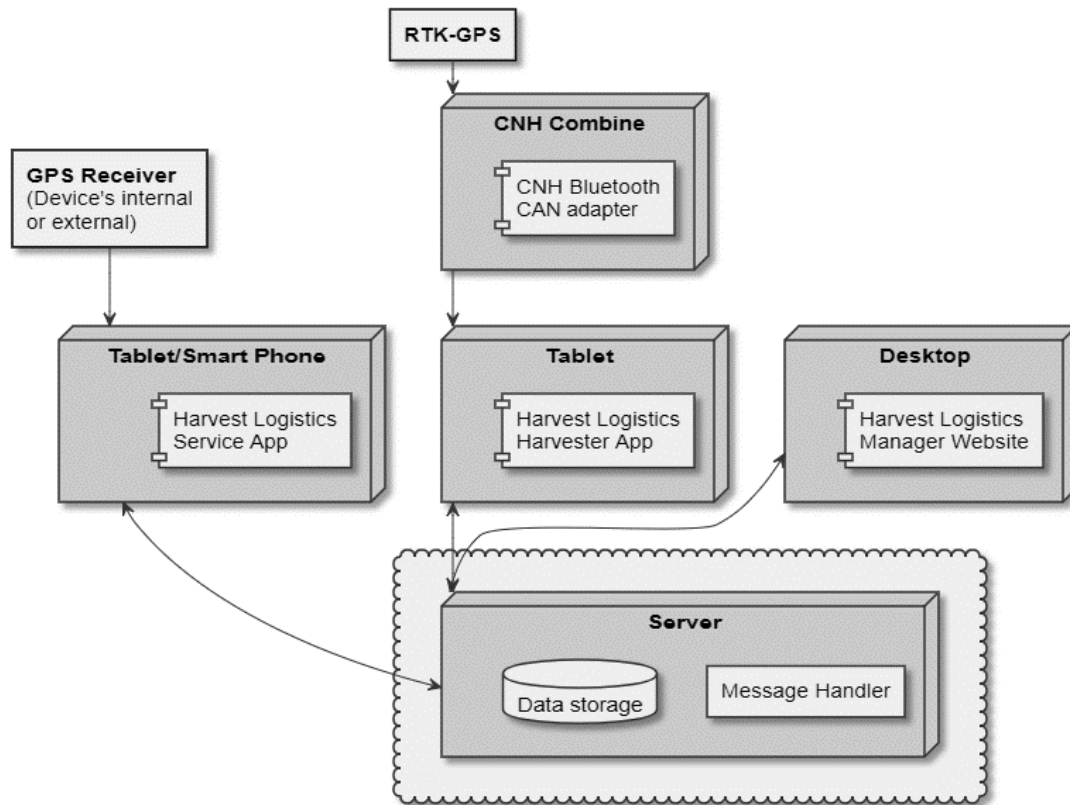 RTK-GPS
CNH Combine
CNH Bluetooth
CAN adapter
GPS Receiver
(Device's internal
or external)
Tablet/Smart Phone
Harvest Logistics
Service App
Tablet
Harvest Logistics
Harvester App
Desktop
Harvest Logistics
Manager Website
Server
Data storage
Message Handler